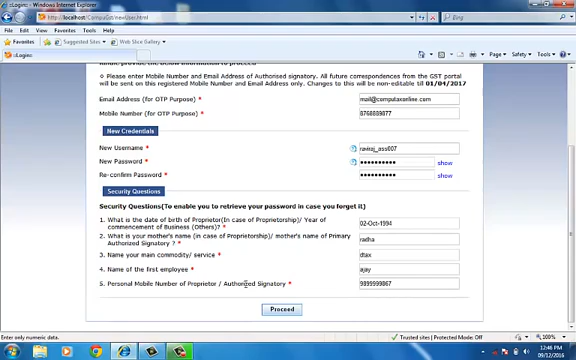 cLogin:: - Windows Internet Explorer
http://localhost/CompuGst/newUser.html
Bing
File Edit View Favorites Tools Help
Favorites Suggested Sites Web Slice Gallery
cLogin:: Page Safety Tools
Kindly provide the below information to proceed
Please enter Mobile Number and Email Address of Authorised signatory. All future correspondences from the GST portal
will be sent on this registered Mobile Number and Email Address only. Changes to this will be non-editable till 01/04/2017
Email Address (for OTP Purpose) * mail@computaxonline.com
Mobile Number (for OTP Purpose) * 8768889877
New Credentials
New Username * raviraj_ass007
New Password * •••••••••• show
Re-confirm Password * •••••••••• show
Security Questions
Security Questions(To enable you to retrieve your password in case you forget it)
1. What is the date of birth of Proprietor(In case of Proprietorship)/ Year of
commencement of Business (Others)? * 02-Oct-1994
2. What is your mother's name (in case of Proprietorship)/ mother's name of Primary
Authorized Signatory ? * radha
3. Name your main commodity/ service * dtax
4. Name of the first employee * ajay
5. Personal Mobile Number of Proprietor / Authorized Signatory * 9899999867
Proceed
Enter only numeric data. Trusted sites | Protected Mode: Off 100%
12:46 PM
09/12/2016